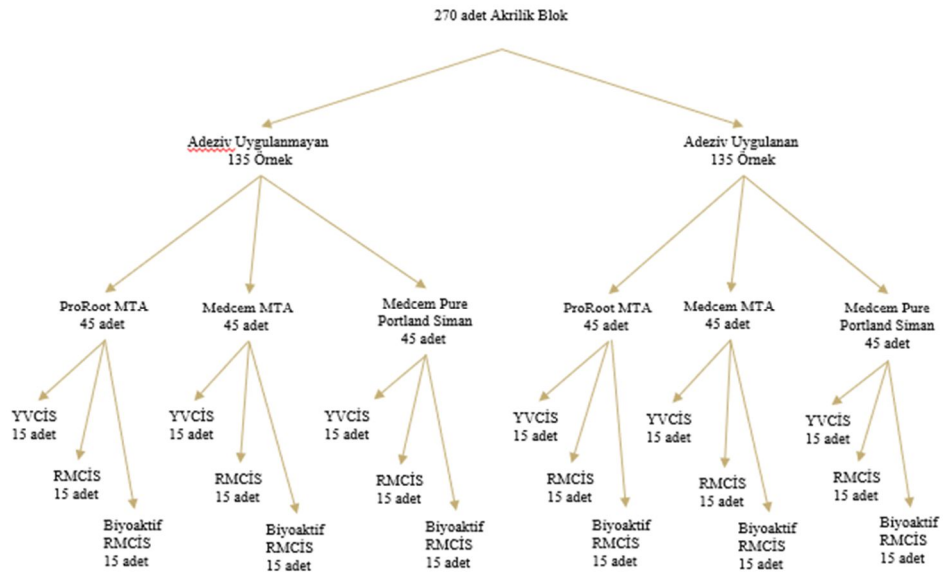 270 adet Akrilik Blok
Adeziv Uygulanmayan
135 Örnek
Adeziv Uygulanan
135 Örnek
ProRoot MTA
45 adet
Medcem MTA
45 adet
Medcem Pure
Portland Siman
45 adet
ProRoot MTA
45 adet
Medcem MTA
45 adet
Medcem Pure
Portland Siman
45 adet
YVCİS
15 adet
RMCİS
15 adet
Biyoaktif
RMCİS
15 adet
YVCİS
15 adet
RMCİS
15 adet
Biyoaktif
RMCİS
15 adet
YVCİS
15 adet
RMCİS
15 adet
Biyoaktif
RMCİS
15 adet
YVCİS
15 adet
RMCİS
15 adet
Biyoaktif
RMCİS
15 adet
YVCİS
15 adet
RMCİS
15 adet
Biyoaktif
RMCİS
15 adet
YVCİS
15 adet
RMCİS
15 adet
Biyoaktif
RMCİS
15 adet